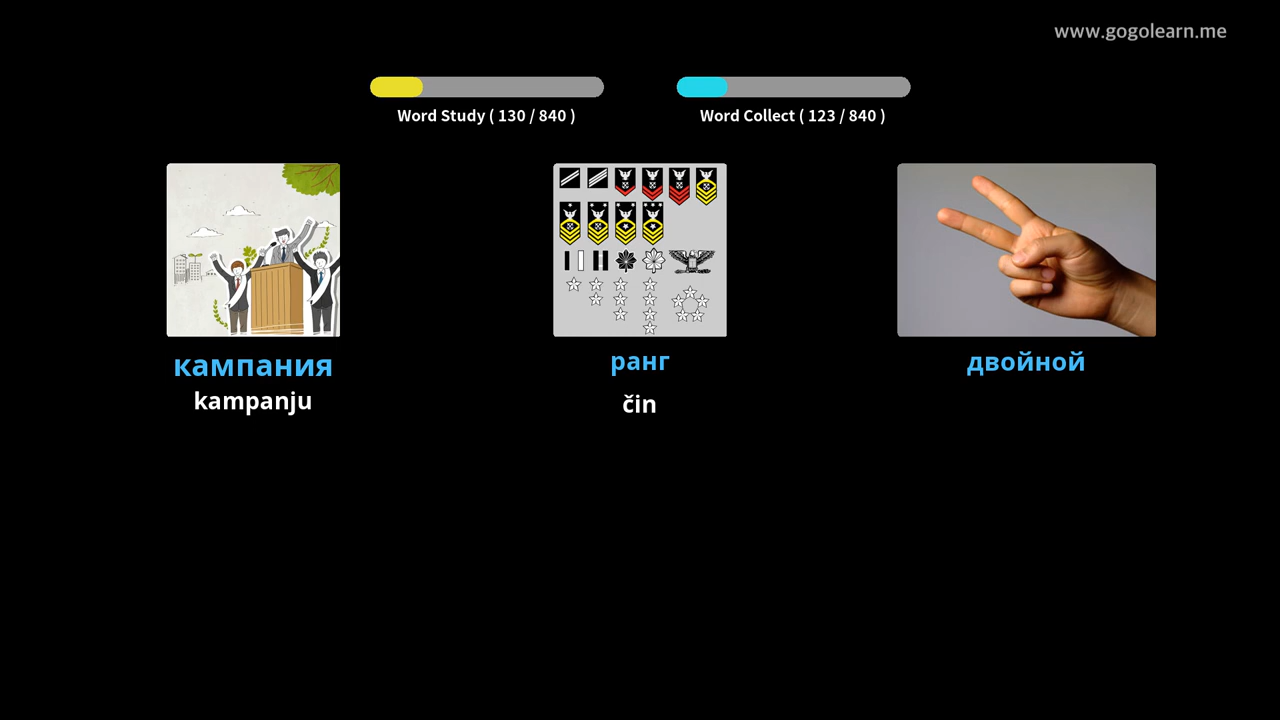 www.gogolearn.me
Word Study ( 130 / 840 )
Word Collect ( 123 / 840 )
кампания
kampanju
ранг
čin
двойной